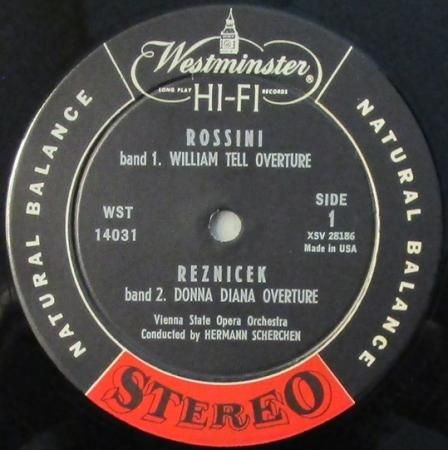 Westminster®
LONG PLAY RECORDS
HI-FI
ROSSINI
band 1. WILLIAM TELL OVERTURE
WST
14031
SIDE
1
XSV 28186
Made in USA
REZNICEK
band 2. DONNA DIANA OVERTURE
Vienna State Opera Orchestra
Conducted by HERMANN SCHERCHEN
NATURAL BALANCE
NATURAL BALANCE
STEREO